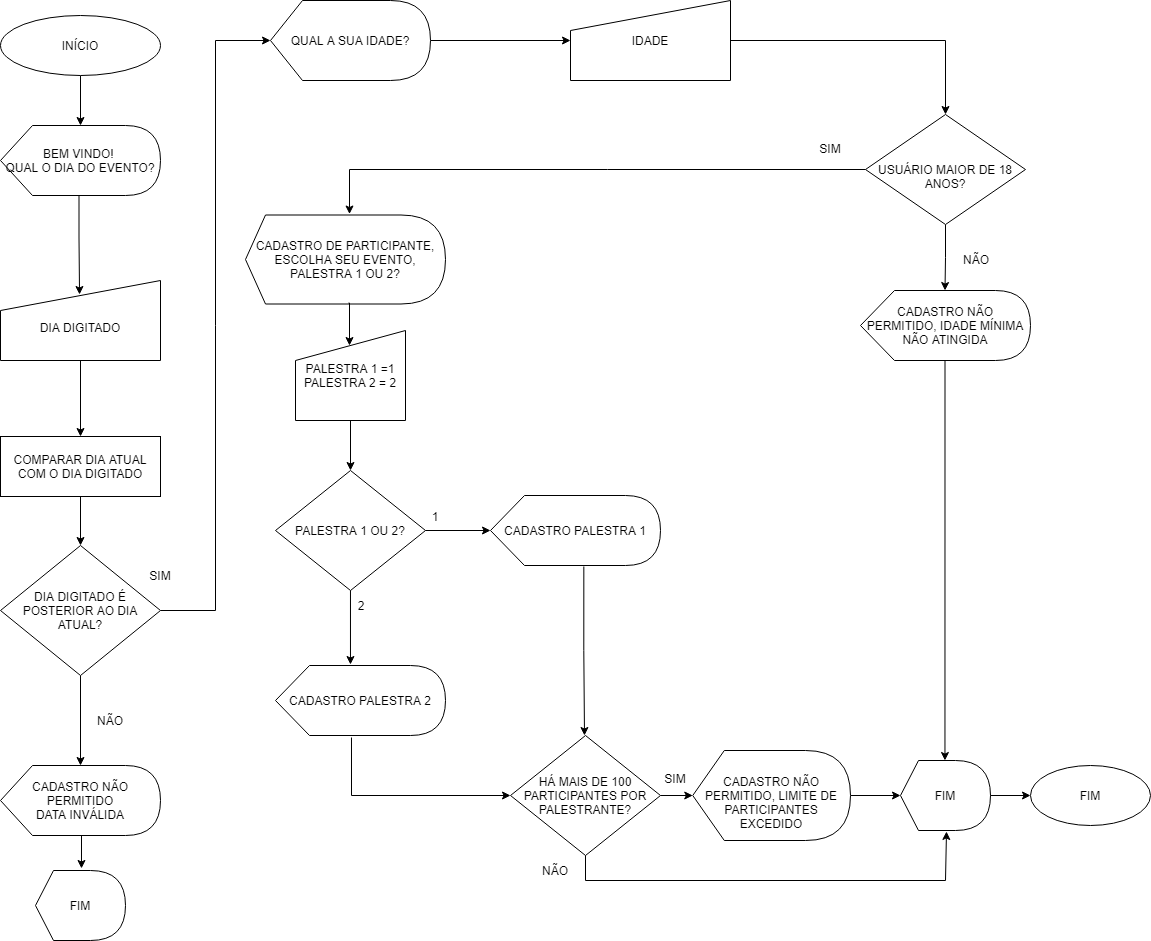 INÍCIO
BEM VINDO!
QUAL O DIA DO EVENTO?
DIA DIGITADO
COMPARAR DIA ATUAL
COM O DIA DIGITADO
DIA DIGITADO É
POSTERIOR AO DIA
ATUAL?
SIM
NÃO
CADASTRO NÃO
PERMITIDO
DATA INVÁLIDA
FIM
QUAL A SUA IDADE?
IDADE
USUÁRIO MAIOR DE 18
ANOS?
SIM
NÃO
CADASTRO NÃO
PERMITIDO, IDADE MÍNIMA
NÃO ATINGIDA
CADASTRO DE PARTICIPANTE,
ESCOLHA SEU EVENTO,
PALESTRA 1 OU 2?
PALESTRA 1 =1
PALESTRA 2 = 2
PALESTRA 1 OU 2?
1
CADASTRO PALESTRA 1
2
CADASTRO PALESTRA 2
HÁ MAIS DE 100
PARTICIPANTES POR
PALESTRANTE?
SIM
NÃO
CADASTRO NÃO
PERMITIDO, LIMITE DE
PARTICIPANTES
EXCEDIDO
FIM
FIM